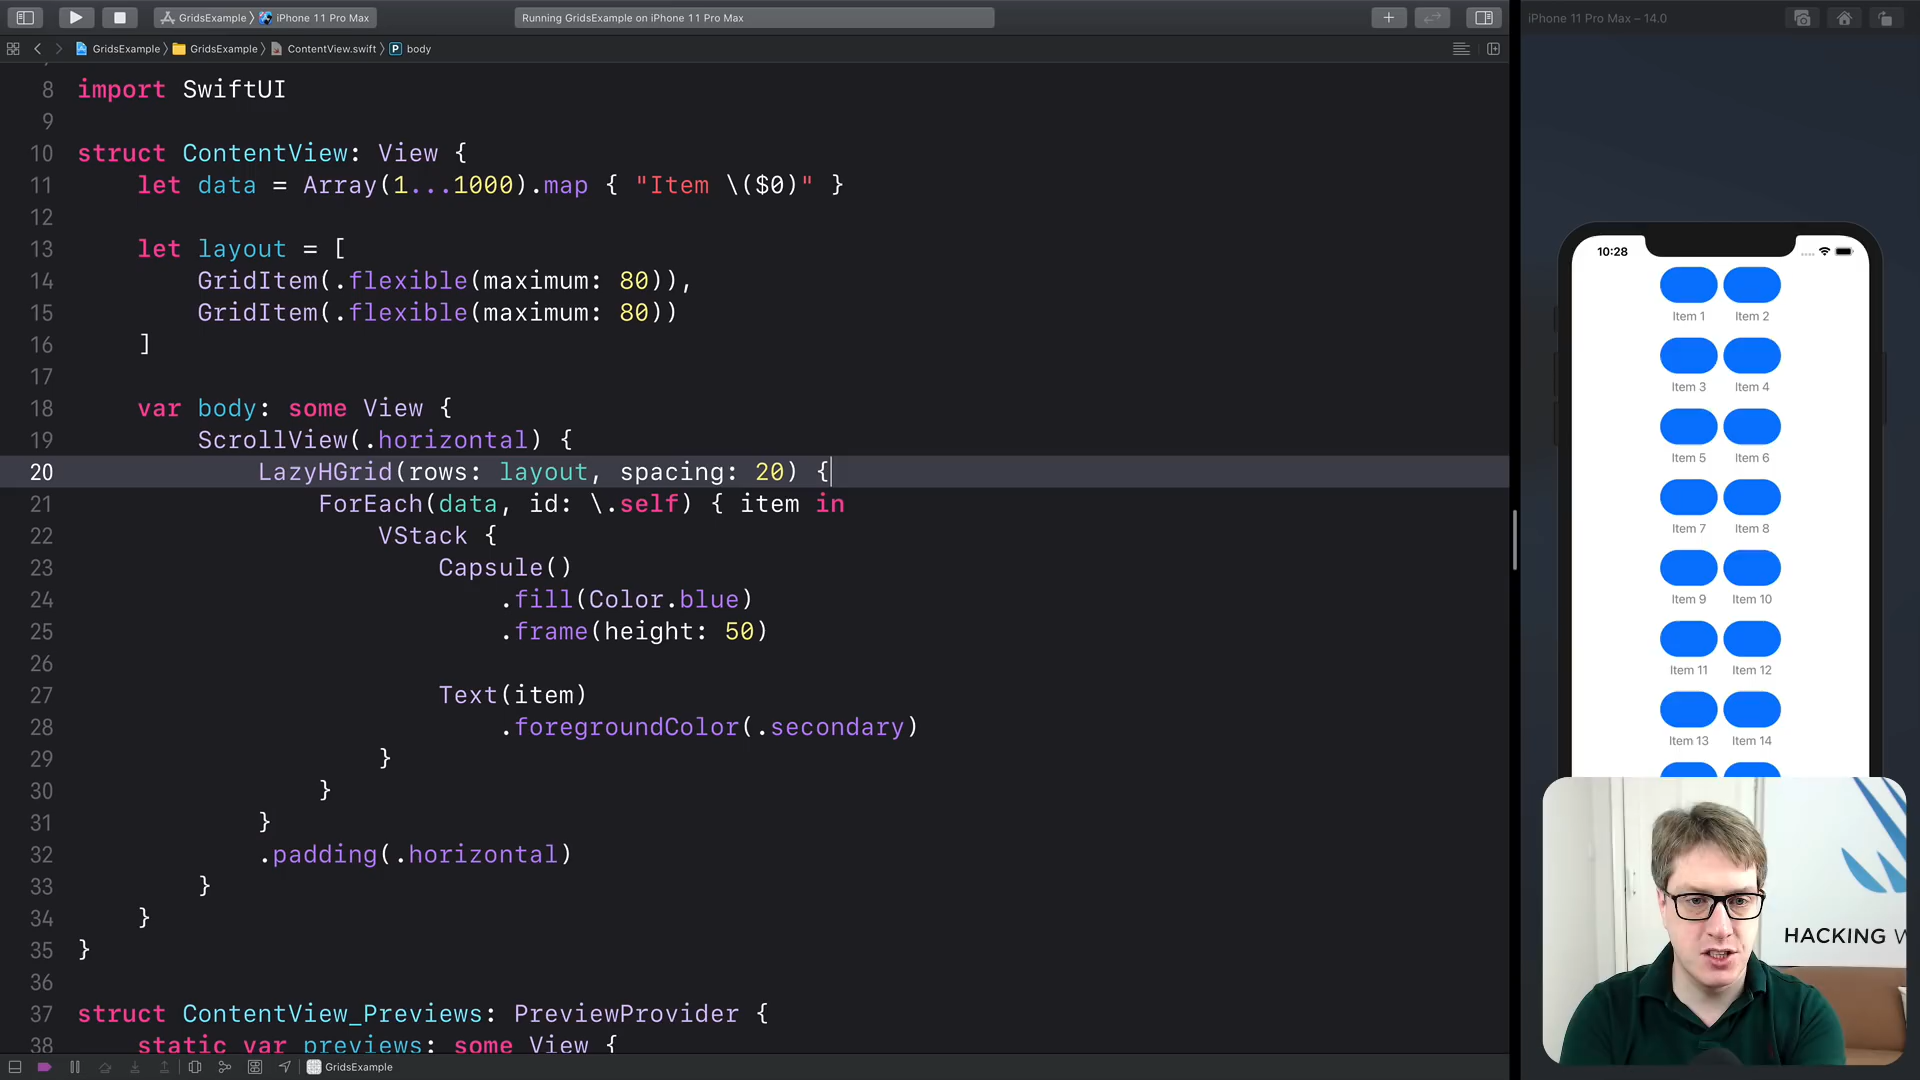 GridsExample
iPhone 11 Pro Max
Running GridsExample on iPhone 11 Pro Max
iPhone 11 Pro Max – 14.0
GridsExample
GridsExample
ContentView.swift
P
body
8 import SwiftUI
9
10 struct ContentView: View {
11 let data = Array(1...1000).map { "Item \($0)" }
12
13 let layout = [
14 GridItem(.flexible(maximum: 80)),
15 GridItem(.flexible(maximum: 80))
16 ]
17
18 var body: some View {
19 ScrollView(.horizontal) {
20 LazyHGrid(rows: layout, spacing: 20) {
21 ForEach(data, id: \.self) { item in
22 VStack {
23 Capsule()
24 .fill(Color.blue)
25 .frame(height: 50)
26
27 Text(item)
28 .foregroundColor(.secondary)
29 }
30 }
31 }
32 .padding(.horizontal)
33 }
34 }
35 }
36
37 struct ContentView_Previews: PreviewProvider {
38 static var previews: some View {
GridsExample
10:28
Item 1 Item 2
Item 3 Item 4
Item 5 Item 6
Item 7 Item 8
Item 9 Item 10
Item 11 Item 12
Item 13 Item 14
HACKING W